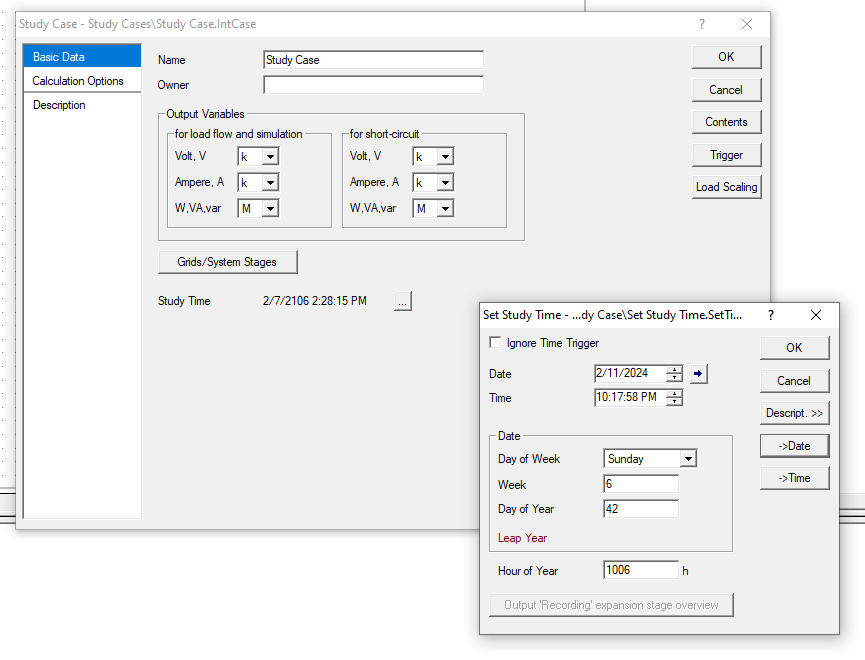 Study Case - Study Cases\Study Case.IntCase ?
Basic Data
Calculation Options
Description
Name Study Case
Owner
Output Variables
for load flow and simulation
Volt, V k
Ampere, A k
W,VA,var M
for short-circuit
Volt, V k
Ampere, A k
W,VA,var M
Grids/System Stages
Study Time 2/7/2106 2:28:15 PM ...
OK
Cancel
Contents
Trigger
Load Scaling
Set Study Time - ...dy Case\Set Study Time.SetTi... ?
Ignore Time Trigger
Date 2/11/2024
Time 10:17:58 PM
Date
Day of Week Sunday
Week 6
Day of Year 42
Leap Year
Hour of Year 1006 h
Output 'Recording' expansion stage overview
OK
Cancel
Descript. >>
->Date
->Time